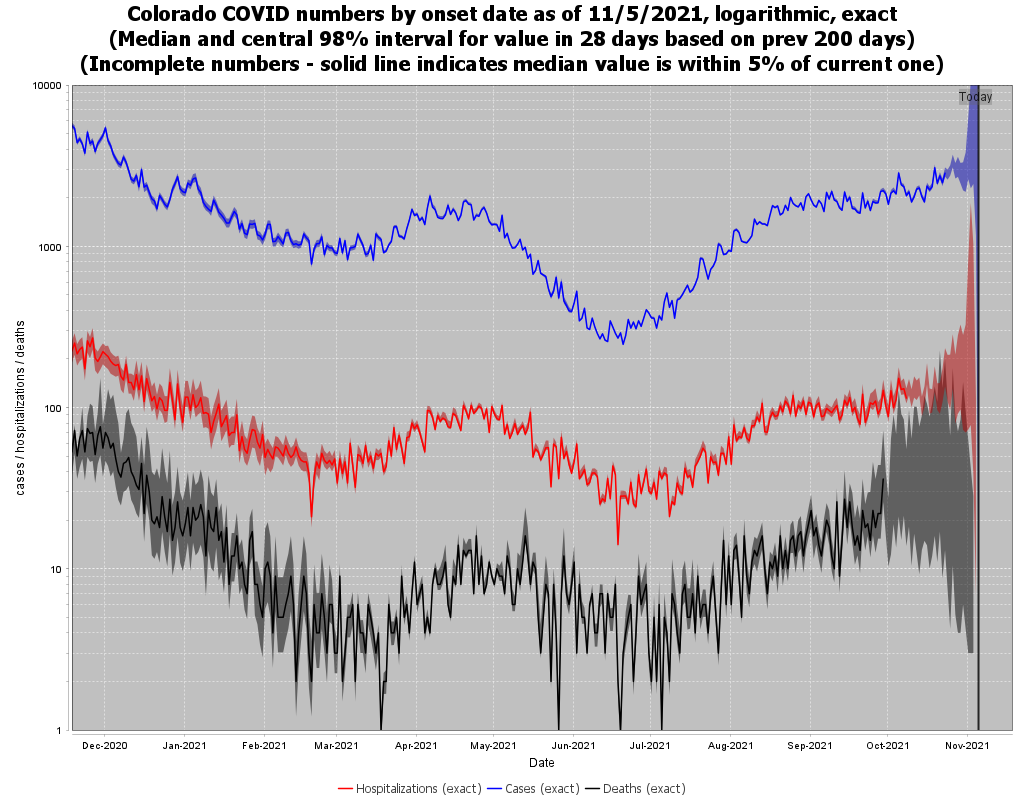 Colorado COVID numbers by onset date as of 11/5/2021, logarithmic, exact
(Median and central 98% interval for value in 28 days based on prev 200 days)
(Incomplete numbers - solid line indicates median value is within 5% of current one)
Today
10000
1000
100
10
1
cases / hospitalizations / deaths
Dec-2020 Jan-2021 Feb-2021 Mar-2021 Apr-2021 May-2021 Jun-2021 Jul-2021 Aug-2021 Sep-2021 Oct-2021 Nov-2021
Date
Hospitalizations (exact) Cases (exact) Deaths (exact)